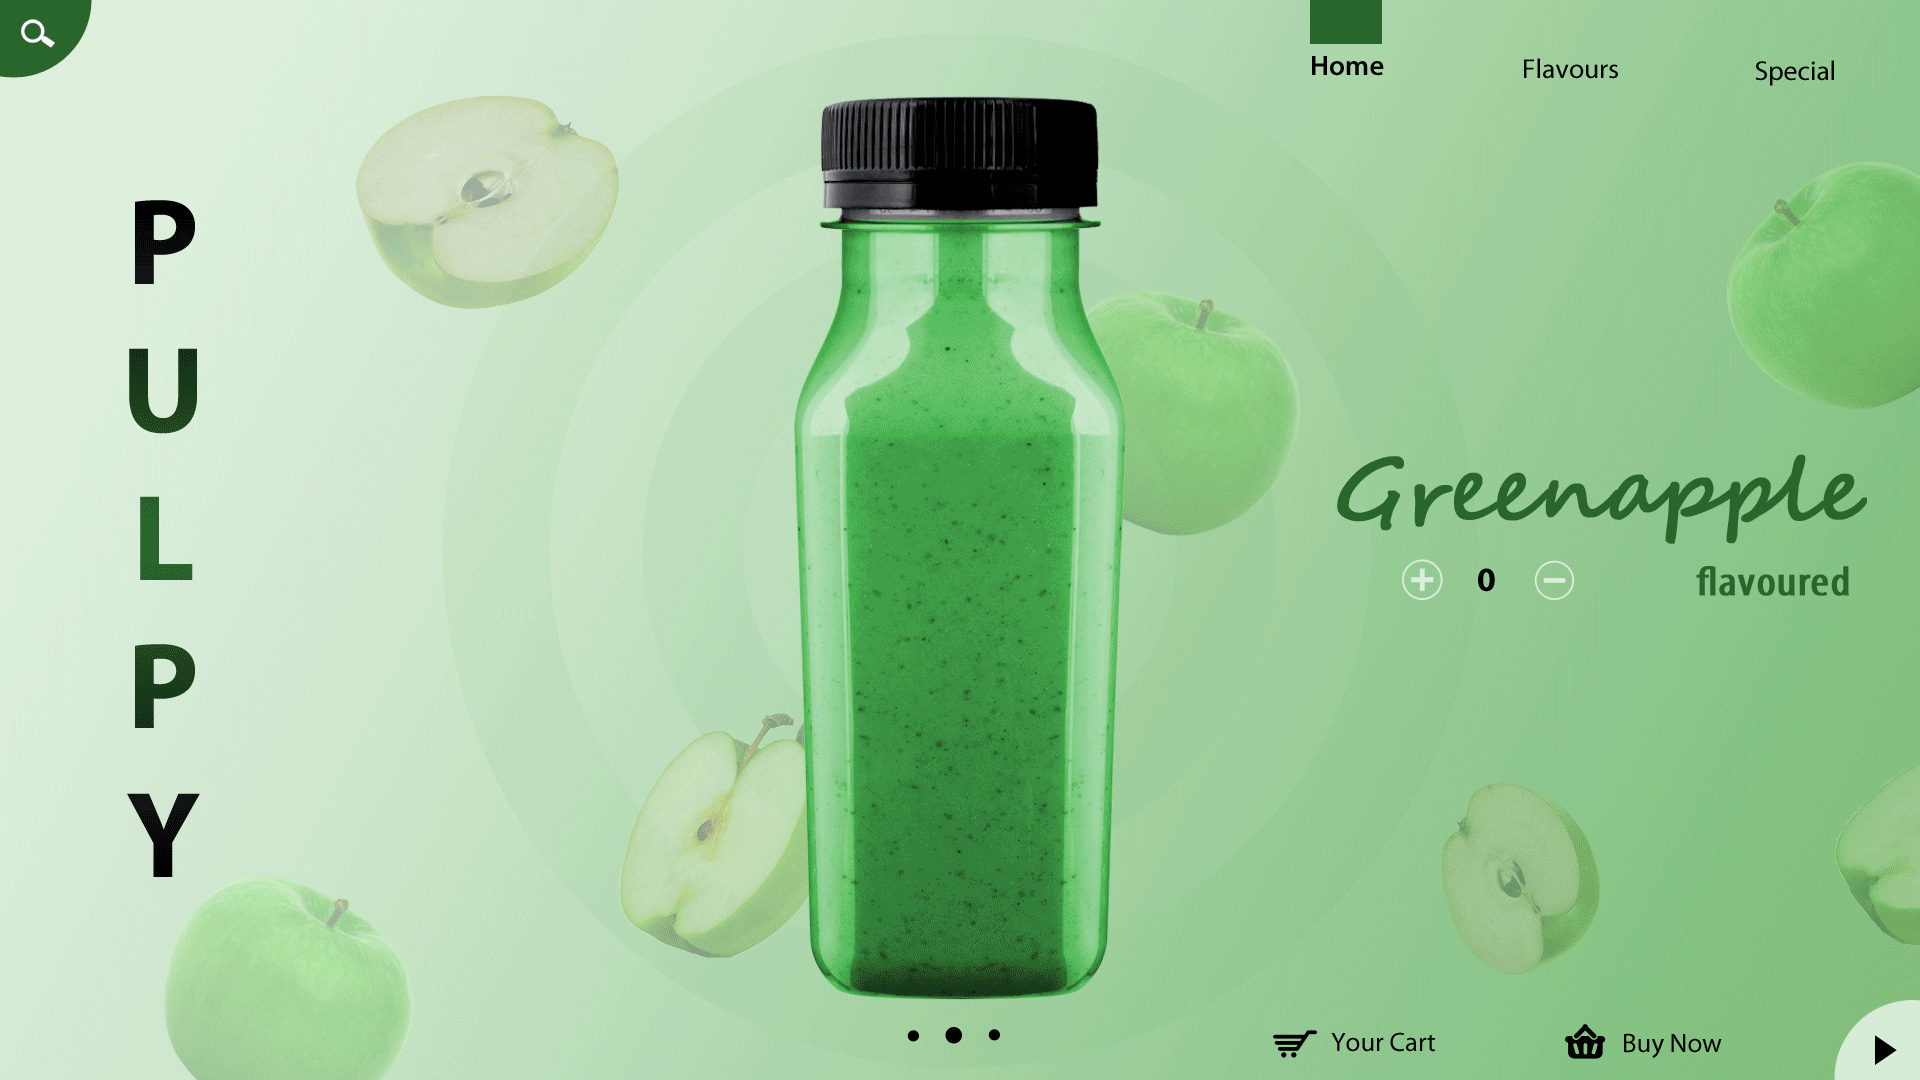 Home
Flavours
Special
P
U
L
P
Y
Greenapple
0
flavoured
Your Cart
Buy Now